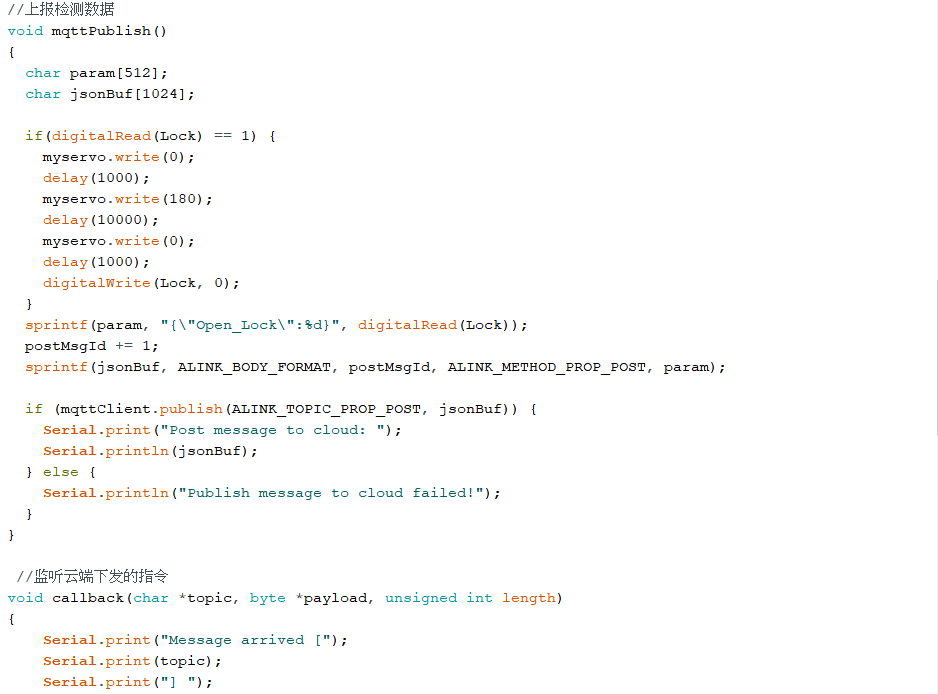 //上报检测数据
void mqttPublish()
{
  char param[512];
  char jsonBuf[1024];

  if(digitalRead(Lock) == 1) {
    myservo.write(0);
    delay(1000);
    myservo.write(180);
    delay(10000);
    myservo.write(0);
    delay(1000);
    digitalWrite(Lock, 0);
  }
  sprintf(param, "{\"Open_Lock\":%d}", digitalRead(Lock));
  postMsgId += 1;
  sprintf(jsonBuf, ALINK_BODY_FORMAT, postMsgId, ALINK_METHOD_PROP_POST, param);

  if (mqttClient.publish(ALINK_TOPIC_PROP_POST, jsonBuf)) {
    Serial.print("Post message to cloud: ");
    Serial.println(jsonBuf);
  } else {
    Serial.println("Publish message to cloud failed!");
  }
}

 //监听云端下发的指令
void callback(char *topic, byte *payload, unsigned int length)
{
    Serial.print("Message arrived [");
    Serial.print(topic);
    Serial.print("] ");